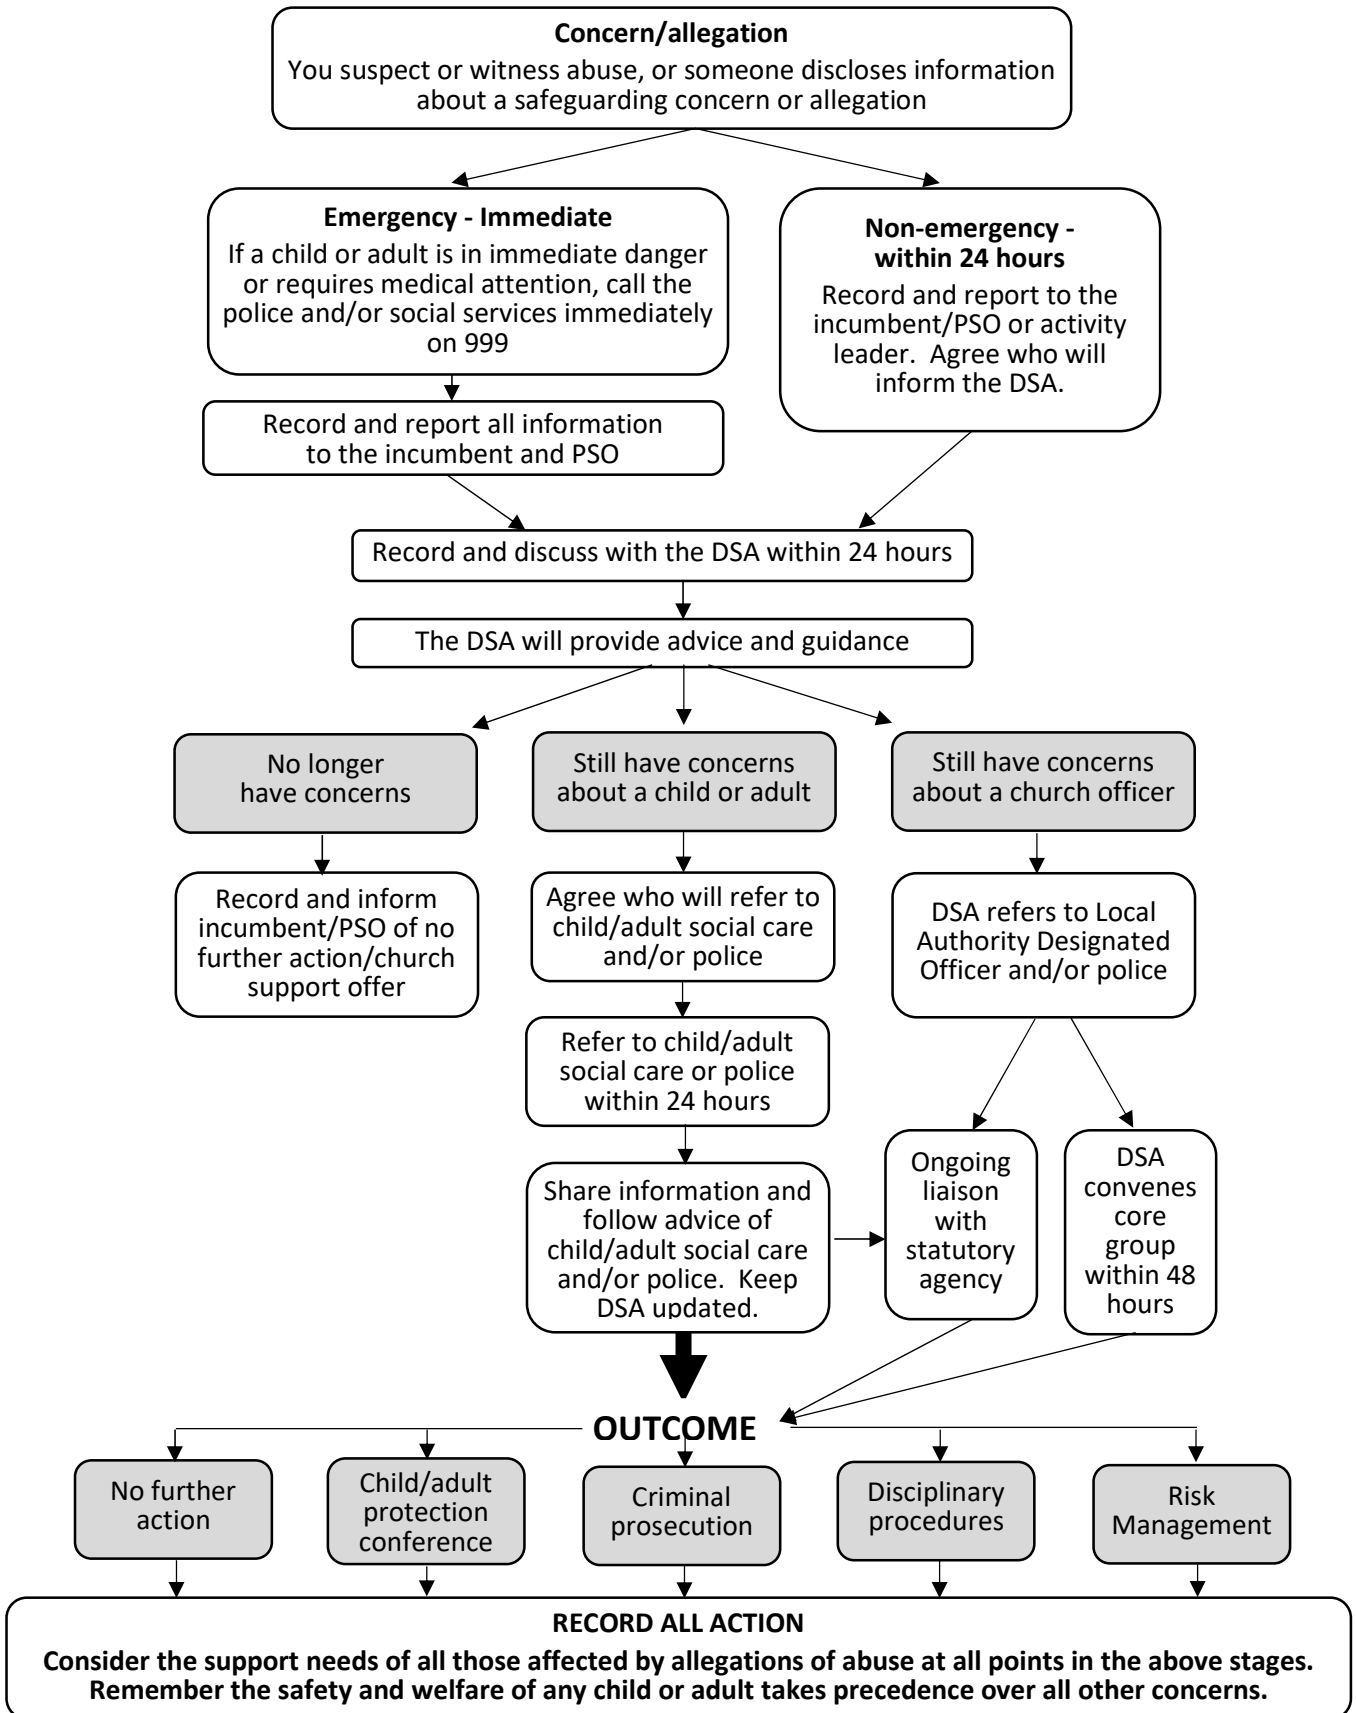 Concern/allegation
You suspect or witness abuse, or someone discloses information
about a safeguarding concern or allegation
Emergency - Immediate
If a child or adult is in immediate danger
or requires medical attention, call the
police and/or social services immediately
on 999
Non-emergency -
within 24 hours
Record and report to the
incumbent/PSO or activity
leader.  Agree who will
inform the DSA.
Record and report all information
to the incumbent and PSO
Record and discuss with the DSA within 24 hours
The DSA will provide advice and guidance
No longer
have concerns
Still have concerns
about a child or adult
Still have concerns
about a church officer
Record and inform
incumbent/PSO of no
further action/church
support offer
Agree who will refer to
child/adult social care
and/or police
DSA refers to Local
Authority Designated
Officer and/or police
Refer to child/adult
social care or police
within 24 hours
Share information and
follow advice of
child/adult social care
and/or police.  Keep
DSA updated.
Ongoing
liaison
with
statutory
agency
DSA
convenes
core
group
within 48
hours
OUTCOME
No further
action
Child/adult
protection
conference
Criminal
prosecution
Disciplinary
procedures
Risk
Management
RECORD ALL ACTION
Consider the support needs of all those affected by allegations of abuse at all points in the above stages.
Remember the safety and welfare of any child or adult takes precedence over all other concerns.